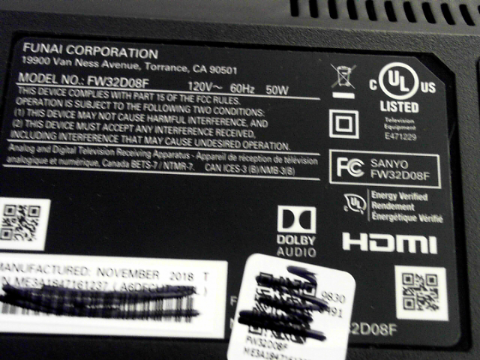 FUNAI CORPORATION
19900 Van Ness Avenue, Torrance, CA 90501
MODEL NO.: FW32D08F 120V～ 60Hz 50W
THIS DEVICE COMPLIES WITH PART 15 OF THE FCC RULES.
OPERATION IS SUBJECT TO THE FOLLOWING TWO CONDITIONS:
(1) THIS DEVICE MAY NOT CAUSE HARMFUL INTERFERENCE, AND
(2) THIS DEVICE MUST ACCEPT ANY INTERFERENCE RECEIVED,
INCLUDING INTERFERENCE THAT MAY CAUSE UNDESIRED OPERATION.
Analog and Digital Television Receiving Apparatus - Appareil de réception de télévision
analogique et numérique, Canada BETS-7 / NTMR-7. CAN ICES-3 (B)/NMB-3(B)
C UL US
LISTED
Television
Equipment
E471229
FC SANYO
FW32D08F
UL
Energy Verified
Rendement
Énergétique Vérifié
DOLBY
AUDIO
HDMI
MANUFACTURED: NOVEMBER 2018 T
9830
8491
FW32D08F
32D08F